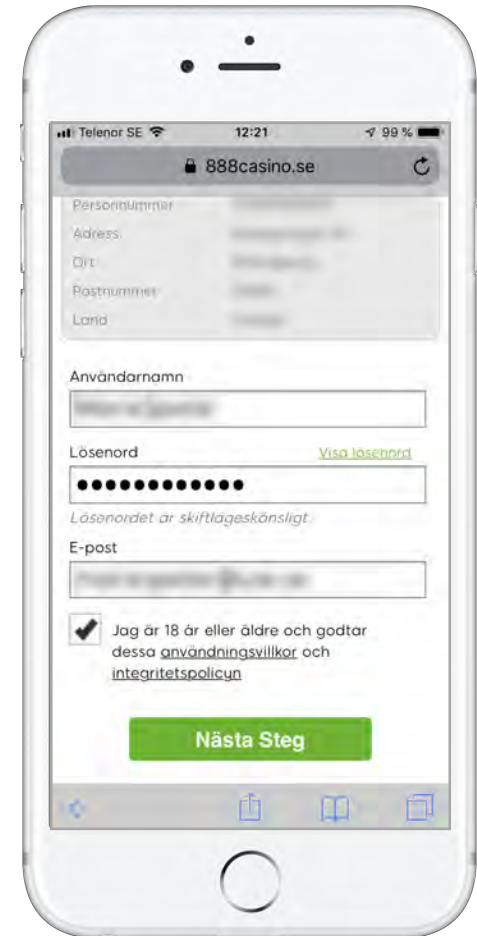 Telenor SE 12:21 99 %
888casino.se
Personnummer
Adress
Ort
Postnummer
Land
Användarnamn
Lösenord Visa lösenord
Lösenordet är skiftlägeskänsligt
E-post
Jag är 18 år eller äldre och godtar
dessa användningsvillkor och
integritetspolicyn
Nästa Steg